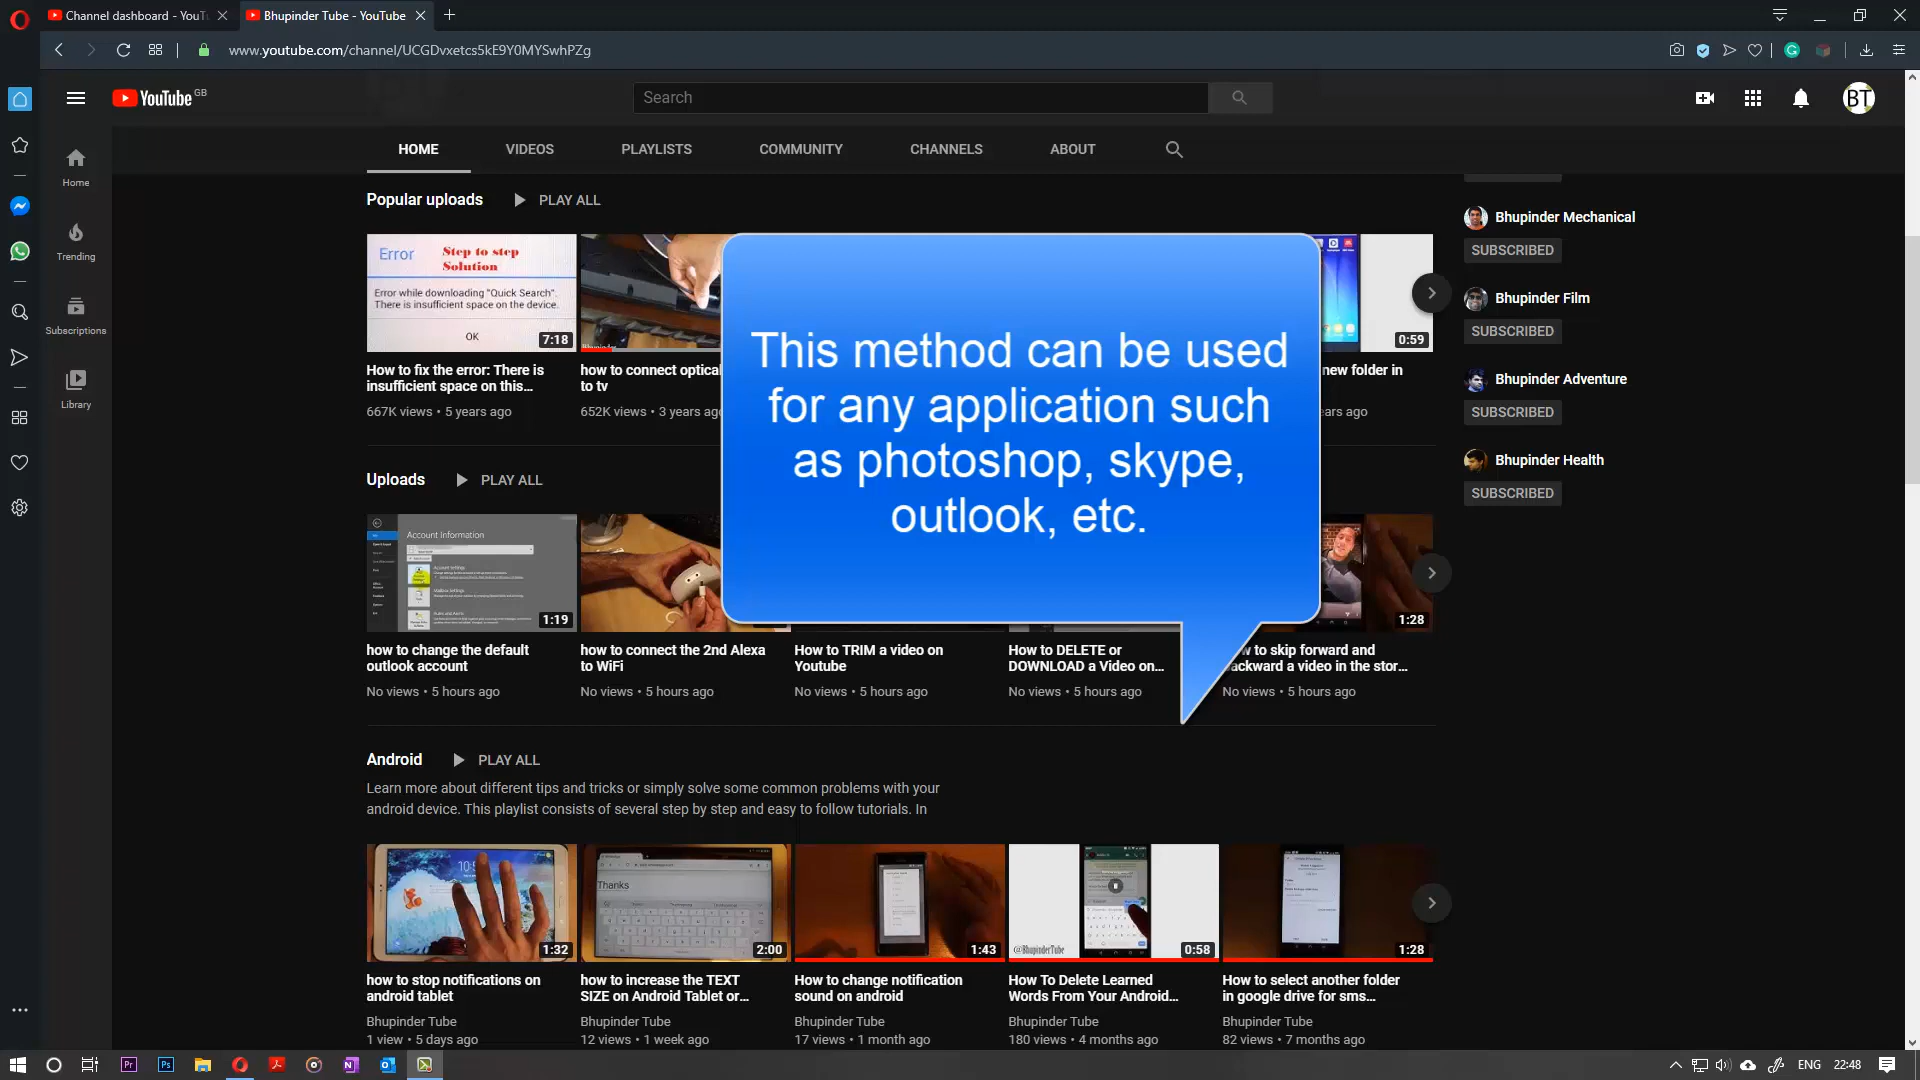 Channel dashboard - YouT
Bhupinder Tube - YouTube
www.youtube.com/channel/UCGDvxetcs5kE9Y0MYSwhPZg
YouTube GB
Search
BT
Home
Trending
Subscriptions
Library
HOME
VIDEOS
PLAYLISTS
COMMUNITY
CHANNELS
ABOUT
Popular uploads
PLAY ALL
Error
Step to step
Solution
Error while downloading "Quick Search".
There is insufficient space on the device.
OK
7:18
0:59
How to fix the error: There is
insufficient space on this...
667K views • 5 years ago
how to connect optical
to tv
652K views • 3 years ago
new folder in
ears ago
This method can be used
for any application such
as photoshop, skype,
outlook, etc.
Uploads
PLAY ALL
Account Information
1:19
1:28
how to change the default
outlook account
No views • 5 hours ago
how to connect the 2nd Alexa
to WiFi
No views • 5 hours ago
How to TRIM a video on
Youtube
No views • 5 hours ago
How to DELETE or
DOWNLOAD a Video on...
No views • 5 hours ago
w to skip forward and
ackward a video in the stor...
No views • 5 hours ago
Android
PLAY ALL
Learn more about different tips and tricks or simply solve some common problems with your
android device. This playlist consists of several step by step and easy to follow tutorials. In
1:32
Thanks
2:00
1:43
@BhupinderTube
0:58
1:28
how to stop notifications on
android tablet
Bhupinder Tube
1 view • 5 days ago
how to increase the TEXT
SIZE on Android Tablet or...
Bhupinder Tube
12 views • 1 week ago
How to change notification
sound on android
Bhupinder Tube
17 views • 1 month ago
How To Delete Learned
Words From Your Android...
Bhupinder Tube
180 views • 4 months ago
How to select another folder
in google drive for sms...
Bhupinder Tube
82 views • 7 months ago
Bhupinder Mechanical
SUBSCRIBED
Bhupinder Film
SUBSCRIBED
Bhupinder Adventure
SUBSCRIBED
Bhupinder Health
SUBSCRIBED
Pr
Ps
ENG
22:48